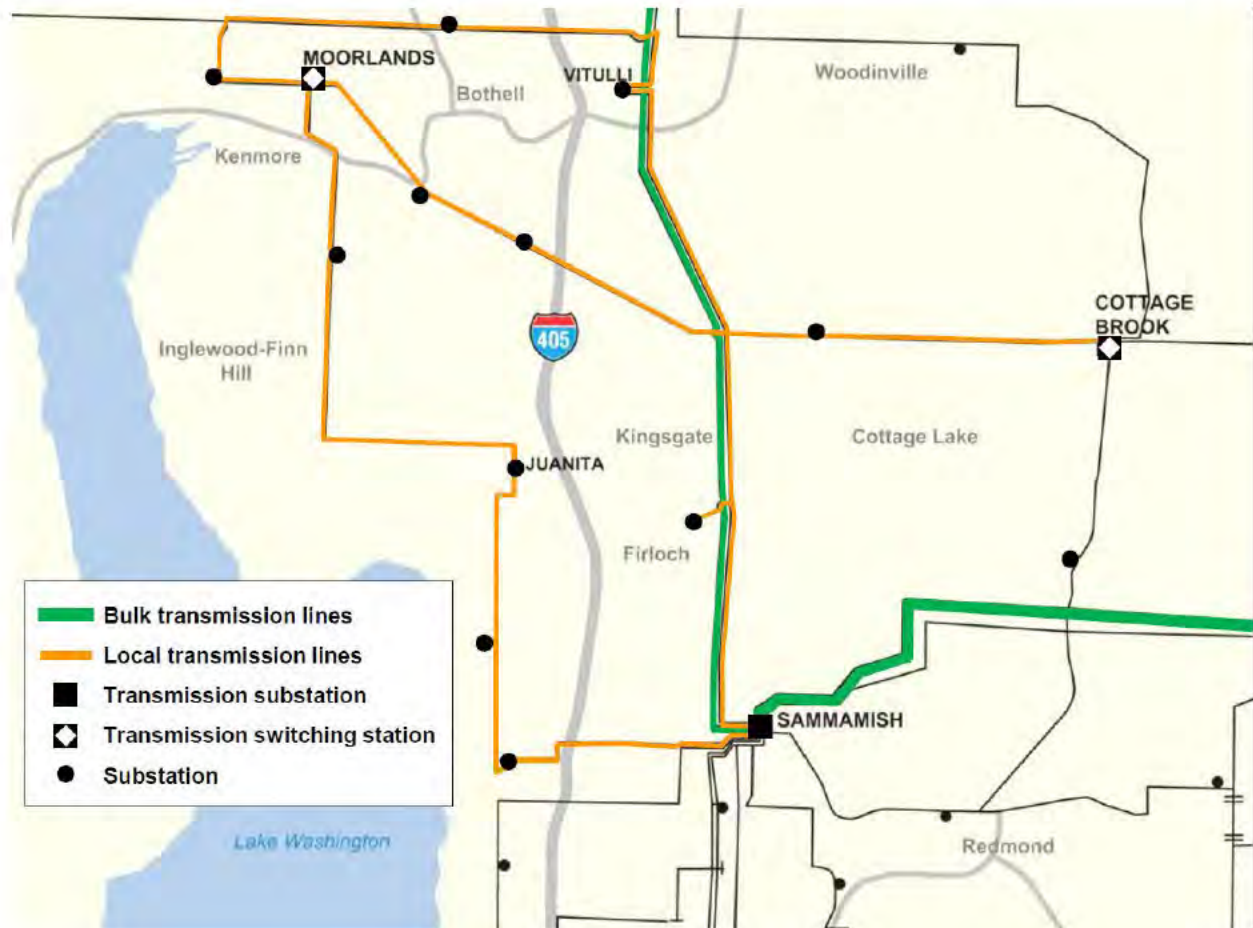 MOORLANDS
VITULLI
Woodinville
Bothell
Kenmore
COTTAGE
BROOK
405
Inglewood-Finn
Hill
Kingsgate
Cottage Lake
JUANITA
Firloch
Bulk transmission lines
Local transmission lines
Transmission substation
Transmission switching station
Substation
SAMMAMISH
Lake Washington
Redmond